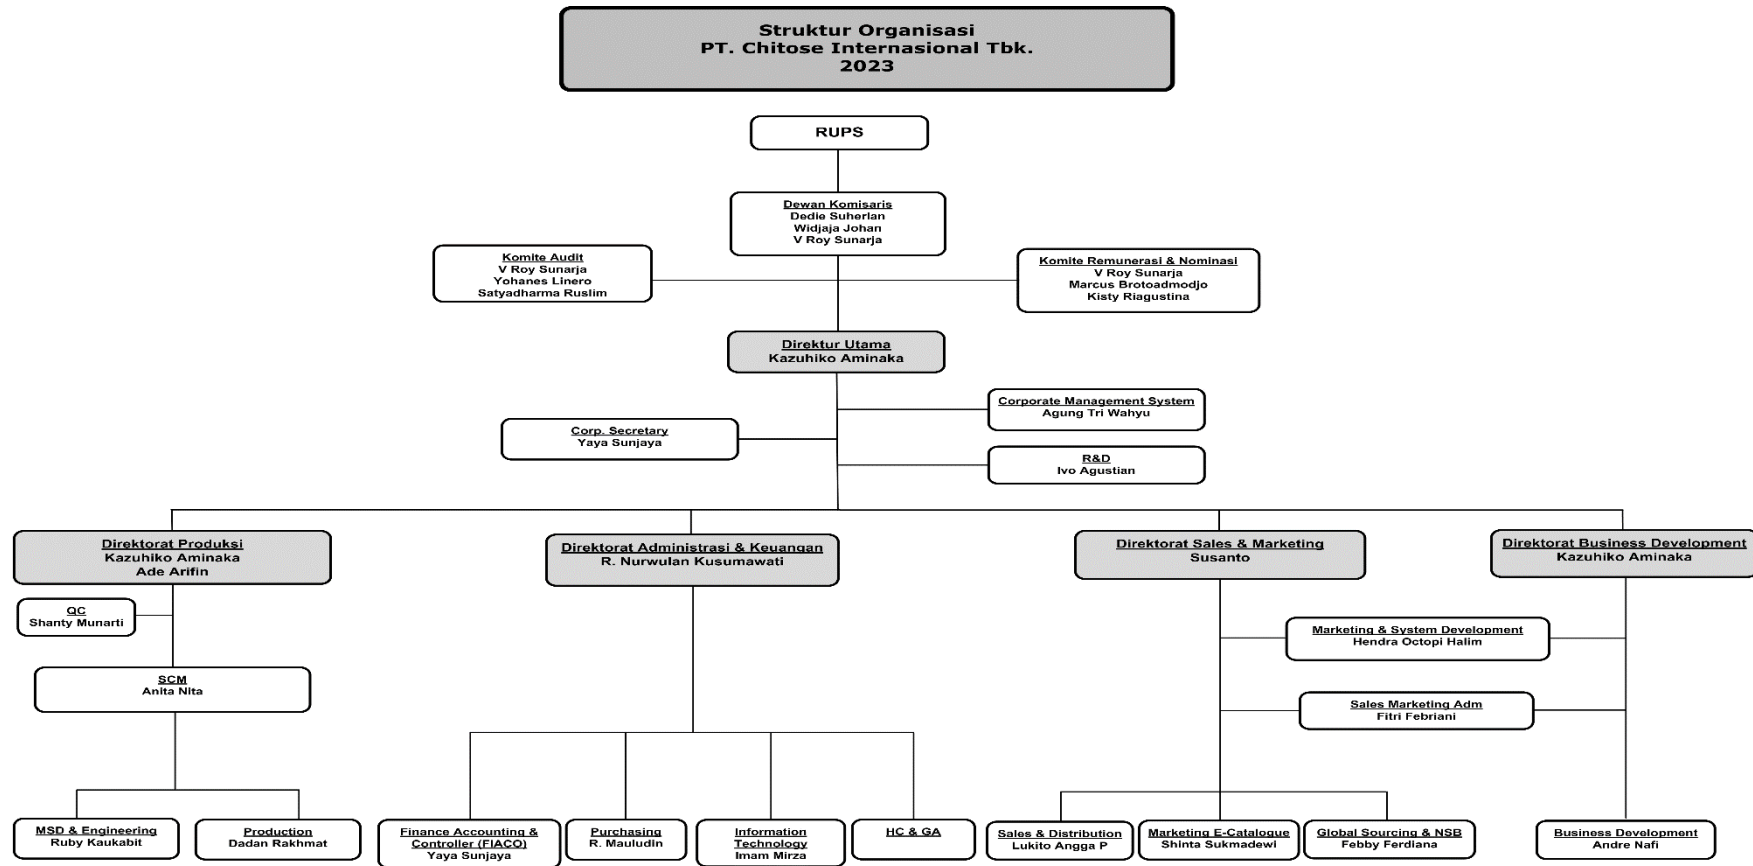 Struktur Organisasi
PT. Chitose Internasional Tbk.
2023
RUPS
Dewan Komisaris
Dedie Suherlan
Widjaja Johan
V Roy Sunarja
Komite Audit
V Roy Sunarja
Yohanes Linero
Satyadharma Ruslim
Komite Remunerasi & Nominasi
V Roy Sunarja
Marcus Brotoadmodjo
Kisty Riagustina
Direktur Utama
Kazuhiko Aminaka
Corporate Management System
Agung Tri Wahyu
Corp. Secretary
Yaya Sunjaya
R&D
Ivo Agustian
Direktorat Produksi
Kazuhiko Aminaka
Ade Arifin
Direktorat Administrasi & Keuangan
R. Nurwulan Kusumawati
Direktorat Sales & Marketing
Susanto
Direktorat Business Development
Kazuhiko Aminaka
QC
Shanty Munarti
Marketing & System Development
Hendra Octopi Halim
SCM
Anita Nita
Sales Marketing Adm
Fitri Febriani
MSD & Engineering
Ruby Kaukabit
Production
Dadan Rakhmat
Finance Accounting &
Controller (FIACO)
Yaya Sunjaya
Purchasing
R. Mauludin
Information
Technology
Imam Mirza
HC & GA
Sales & Distribution
Lukito Angga P
Marketing E-Catalogue
Shinta Sukmadewi
Global Sourcing & NSB
Febby Ferdiana
Business Development
Andre Nafi